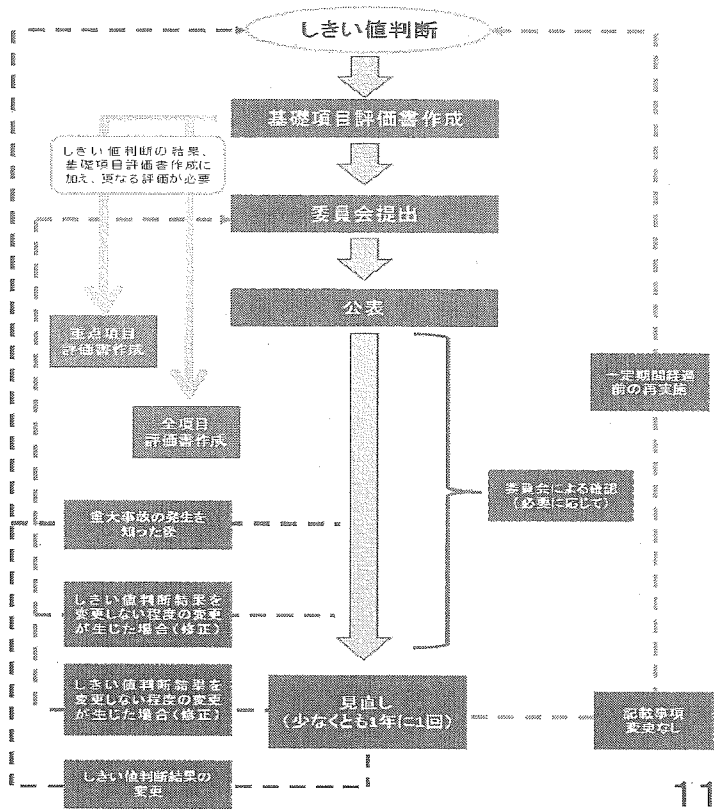 しきい値判断
基礎項目評価書作成
しきい値判断の結果、
基礎項目評価書作成に
加え、更なる評価が必要
委員会提出
公表
重点項目
評価書作成
全項目
評価書作成
一定期間経過
前の再実施
委員会による確認
(必要に応じて)
重大事故の発生を
知った後
しきい値判断結果を
変更しない程度の変更
が生じた場合(修正)
しきい値判断結果を
変更しない程度の変更
が生じた場合(修正)
見直し
(少なくとも1年に1回)
記載事項
変更なし
しきい値判断結果の
変更
11